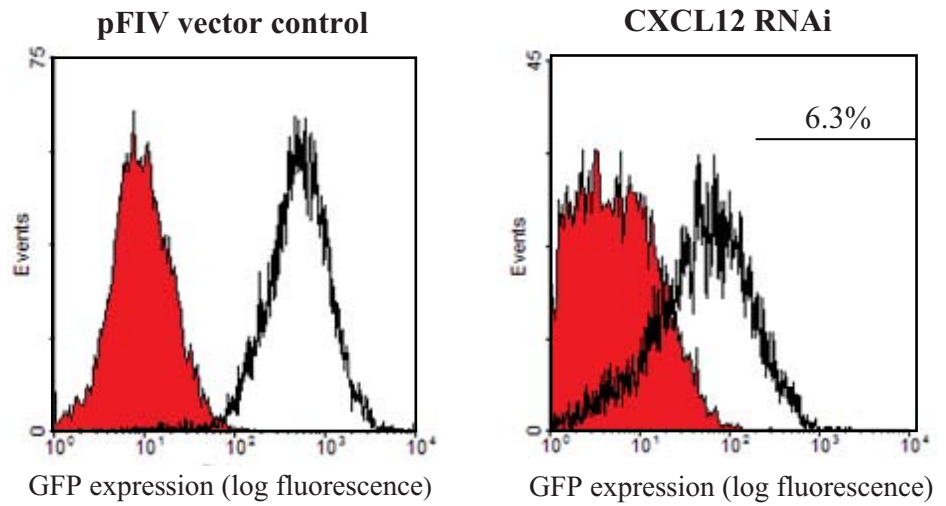 pFIV vector control
75
Events
0
10⁰ 10¹ 10² 10³ 10⁴
GFP expression (log fluorescence)
CXCL12 RNAi
45
6.3%
Events
0
10⁰ 10¹ 10² 10³ 10⁴
GFP expression (log fluorescence)